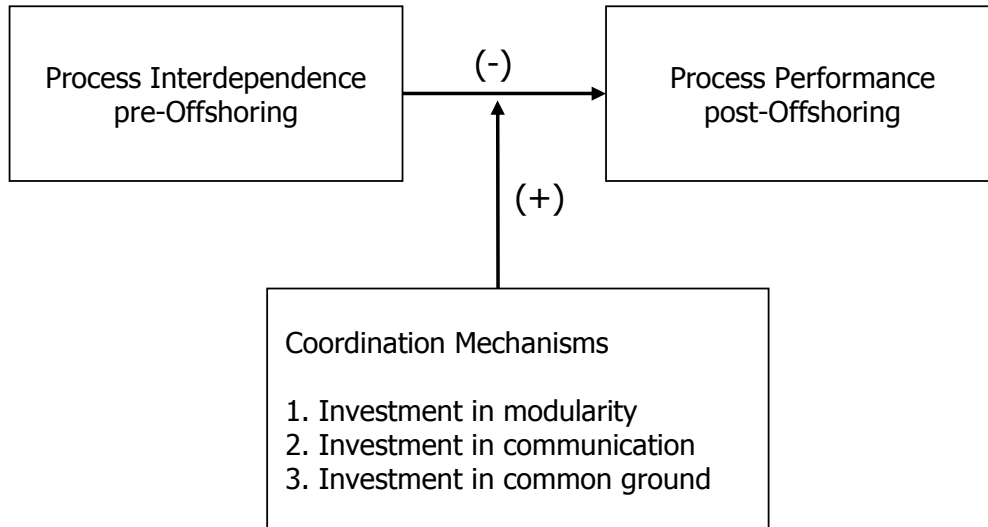 Process Interdependence
pre-Offshoring
(-)
Process Performance
post-Offshoring
(+)
Coordination Mechanisms
1. Investment in modularity
2. Investment in communication
3. Investment in common ground